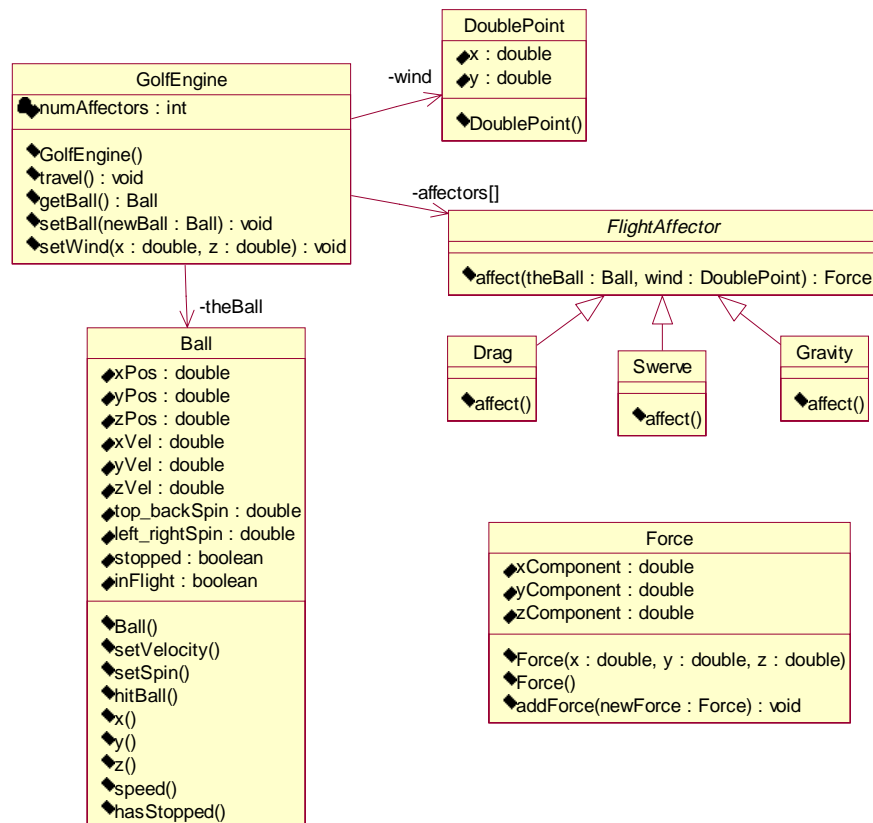 DoublePoint
x : double
y : double
DoublePoint()
GolfEngine
numAffectors : int
GolfEngine()
travel() : void
getBall() : Ball
setBall(newBall : Ball) : void
setWind(x : double, z : double) : void
-wind
-affectors[]
-theBall
FlightAffector
affect(theBall : Ball, wind : DoublePoint) : Force
Drag
affect()
Swerve
affect()
Gravity
affect()
Ball
xPos : double
yPos : double
zPos : double
xVel : double
yVel : double
zVel : double
top_backSpin : double
left_rightSpin : double
stopped : boolean
inFlight : boolean
Ball()
setVelocity()
setSpin()
hitBall()
x()
y()
z()
speed()
hasStopped()
Force
xComponent : double
yComponent : double
zComponent : double
Force(x : double, y : double, z : double)
Force()
addForce(newForce : Force) : void